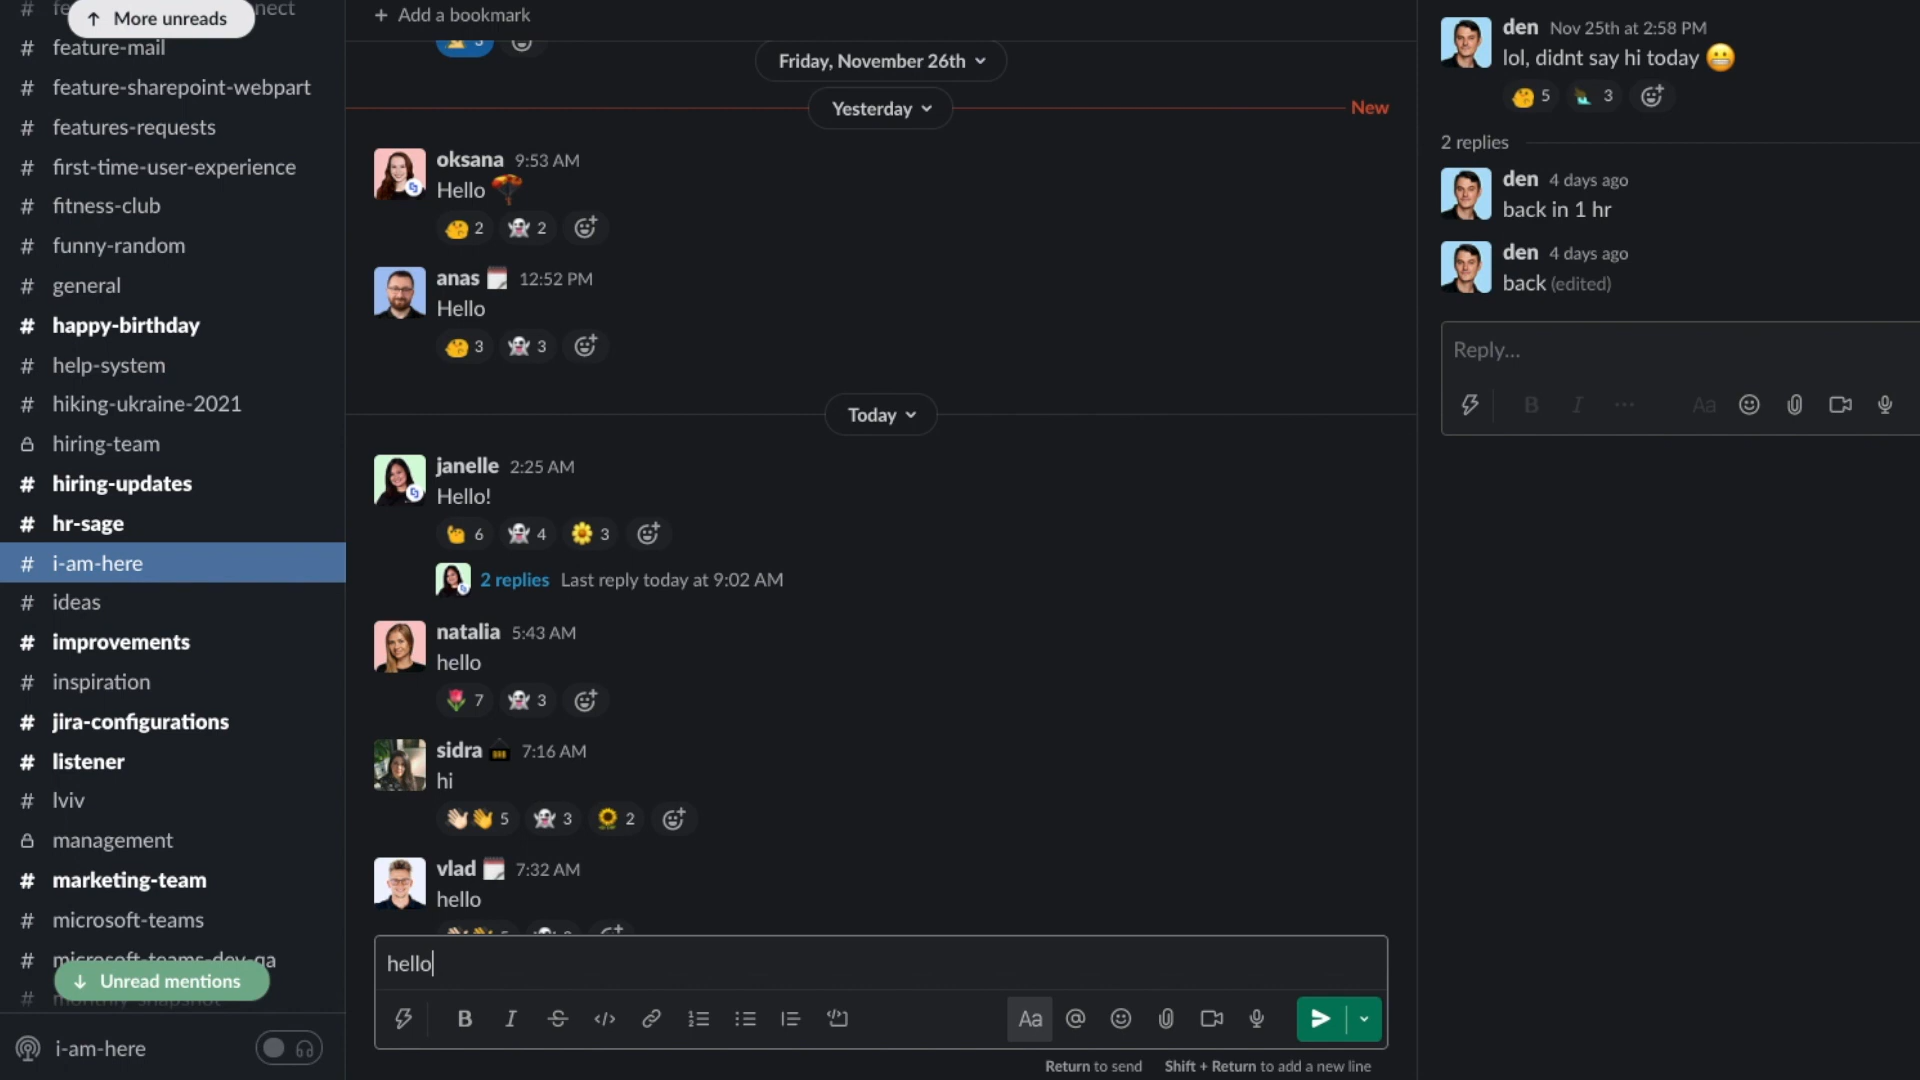 More unreads
nect
# feature-mail
# feature-sharepoint-webpart
# features-requests
# first-time-user-experience
# fitness-club
# funny-random
# general
# happy-birthday
# help-system
# hiking-ukraine-2021
hiring-team
# hiring-updates
# hr-sage
# i-am-here
# ideas
# improvements
# inspiration
# jira-configurations
# listener
# lviv
management
# marketing-team
# microsoft-teams
# microsoft-teams-dev-qa
Unread mentions
# monthly-snapshot
i-am-here
+ Add a bookmark
3
Friday, November 26th
Yesterday
New
oksana 9:53 AM
Hello
2 2
anas 12:52 PM
Hello
3 3
Today
janelle 2:25 AM
Hello!
6 4 3
2 replies Last reply today at 9:02 AM
natalia 5:43 AM
hello
7 3
sidra 7:16 AM
hi
5 3 2
vlad 7:32 AM
hello
hello
B I S </> Aa @
Return to send Shift + Return to add a new line
den Nov 25th at 2:58 PM
lol, didnt say hi today
5 3
2 replies
den 4 days ago
back in 1 hr
den 4 days ago
back (edited)
Reply...
B I ... Aa